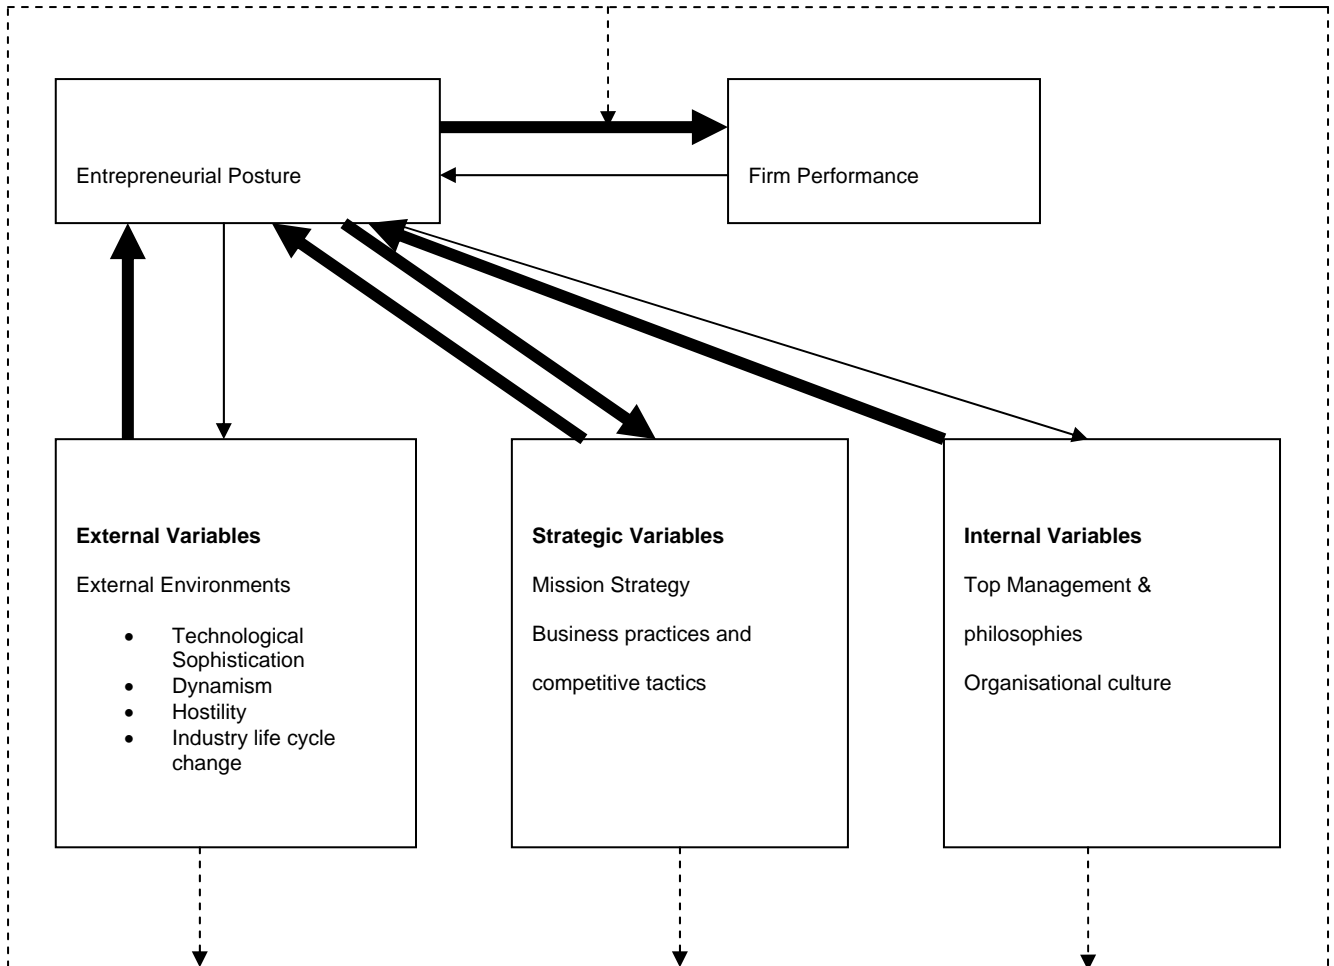 Entrepreneurial Posture
Firm Performance
External Variables
External Environments
• Technological
Sophistication
• Dynamism
• Hostility
• Industry life cycle
change
Strategic Variables
Mission Strategy
Business practices and
competitive tactics
Internal Variables
Top Management &
philosophies
Organisational culture